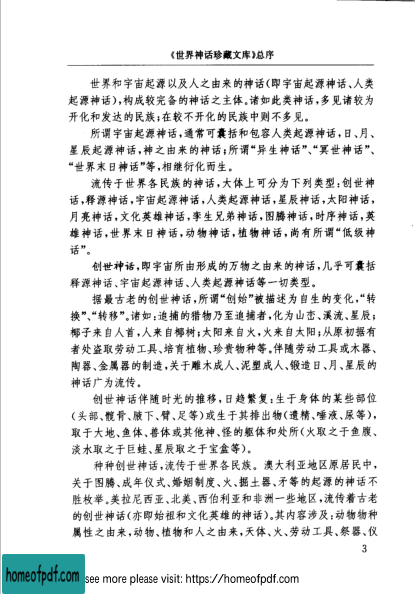 《世界神话珍藏文库》总序
世界和宇宙起源以及人之由来的神话(即宇宙起源神话、人类
起源神话),构成较完备的神话之主体。诸如此类神话,多见诸较为
开化和发达的民族;在较不开化的民族中则不多见。
所谓宇宙起源神话,通常可囊括和包容人类起源神话,日、月、
星辰起源神话,神之由来的神话;所谓“异生神话”、“冥世神话”、
“世界末日神话”等,相继衍化而生。
流传于世界各民族的神话,大体上可分为下列类型:创世神
话,释源神话,宇宙起源神话,人类起源神话,星辰神话,太阳神话,
月亮神话,文化英雄神话,孪生兄弟神话,图腾神话,时序神话,英
雄神话,世界末日神话,动物神话,植物神话,尚有所谓“低级神
话”。
创世神话,即宇宙所由形成的万物之由来的神话,几乎可囊括
释源神话、宇宙起源神话、人类起源神话等一切类型。
据最古老的创世神话,所谓“创始”被描述为自生的变化,“转
换”、“转移”。诸如:追捕的猎物乃至追捕者,化为山峦、溪流、星辰;
椰子来自人首,人来自椰树;太阳来自火,火来自太阳;从原初据有
者处盗取劳动工具、培育植物、珍贵物种等。伴随劳动工具或木器、
陶器、金属器的制造,关于雕木成人、泥塑成人、锻造日、月、星辰的
神话广为流传。
创世神话伴随时光的推移,日趋繁复;生于身体的某些部位
(头部、髋骨、腋下、臂、足等)或生于其排出物(遗精、唾液、尿等),
取于大地、鱼体、兽体或其他神、怪的躯体和处所(火取之于鱼腹、
淡水取之于巨蛙、星辰取之于宝盒等)。
种种创世神话,流传于世界各民族。澳大利亚地区原居民中,
关于图腾、成年仪式、婚姻制度、火、掘土器、矛等的起源的神话不
胜枚举。美拉尼西亚、北美、西伯利亚和非洲一些地区,流传着古老
的创世神话(亦即始祖和文化英雄的神话)。其内容涉及:动物物种
属性之由来,动物、植物和人之由来,天体、火、劳动工具、祭器、仪
3
homeofpdf.com
see more please visit: https://homeofpdf.com